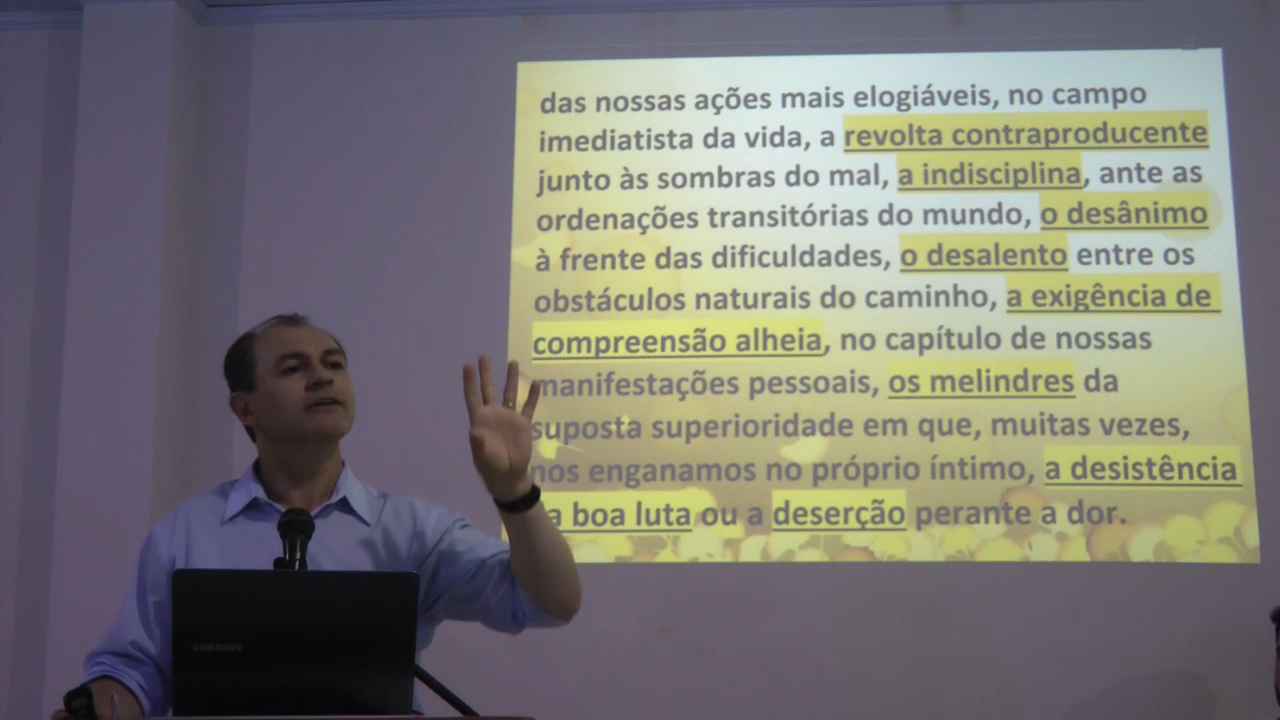 das nossas ações mais elogiáveis, no campo
imediatista da vida, a revolta contraproducente
junto às sombras do mal, a indisciplina, ante as
ordenações transitórias do mundo, o desânimo
à frente das dificuldades, o desalento entre os
obstáculos naturais do caminho, a exigência de
compreensão alheia, no capítulo de nossas
manifestações pessoais, os melindres da
suposta superioridade em que, muitas vezes,
nos enganamos no próprio íntimo, a desistência
a boa luta ou a deserção perante a dor.
SAMSUNG